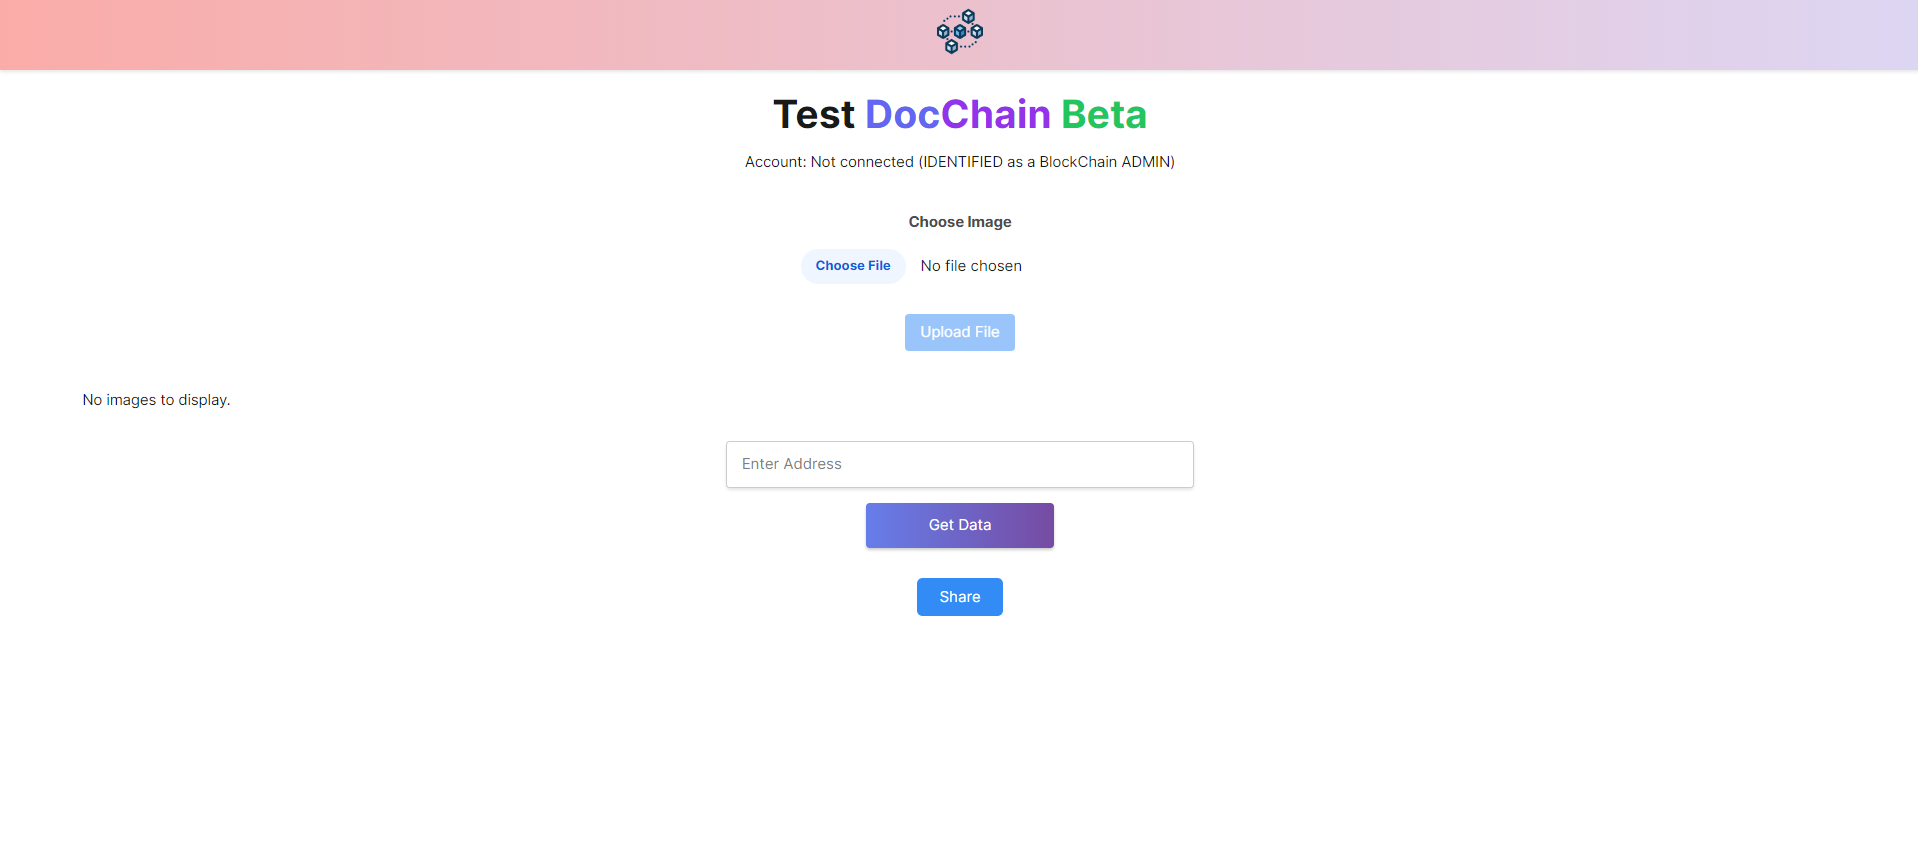 Test DocChain Beta
Account: Not connected (IDENTIFIED as a BlockChain ADMIN)
Choose Image
Choose File No file chosen
Upload File
No images to display.
Enter Address
Get Data
Share